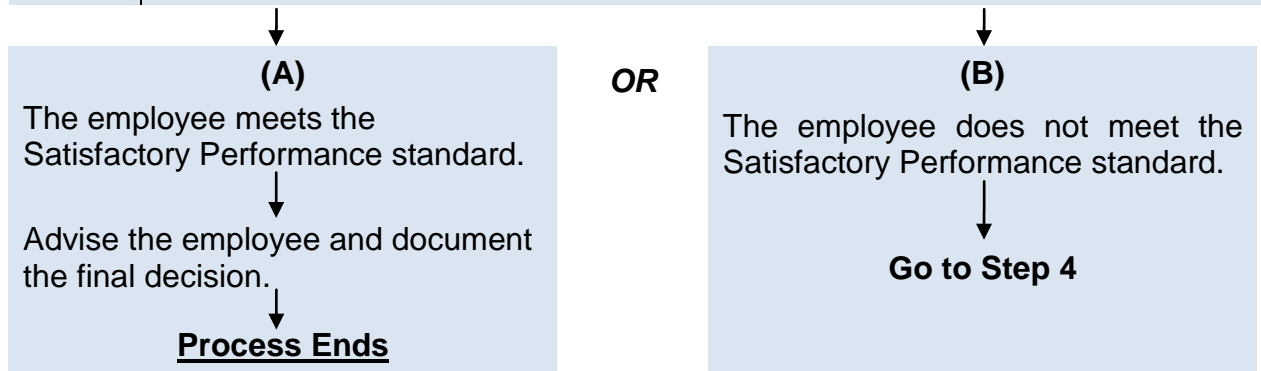 (A)
The employee meets the
Satisfactory Performance standard.
Advise the employee and document
the final decision.
Process Ends
OR
(B)
The employee does not meet the
Satisfactory Performance standard.
Go to Step 4